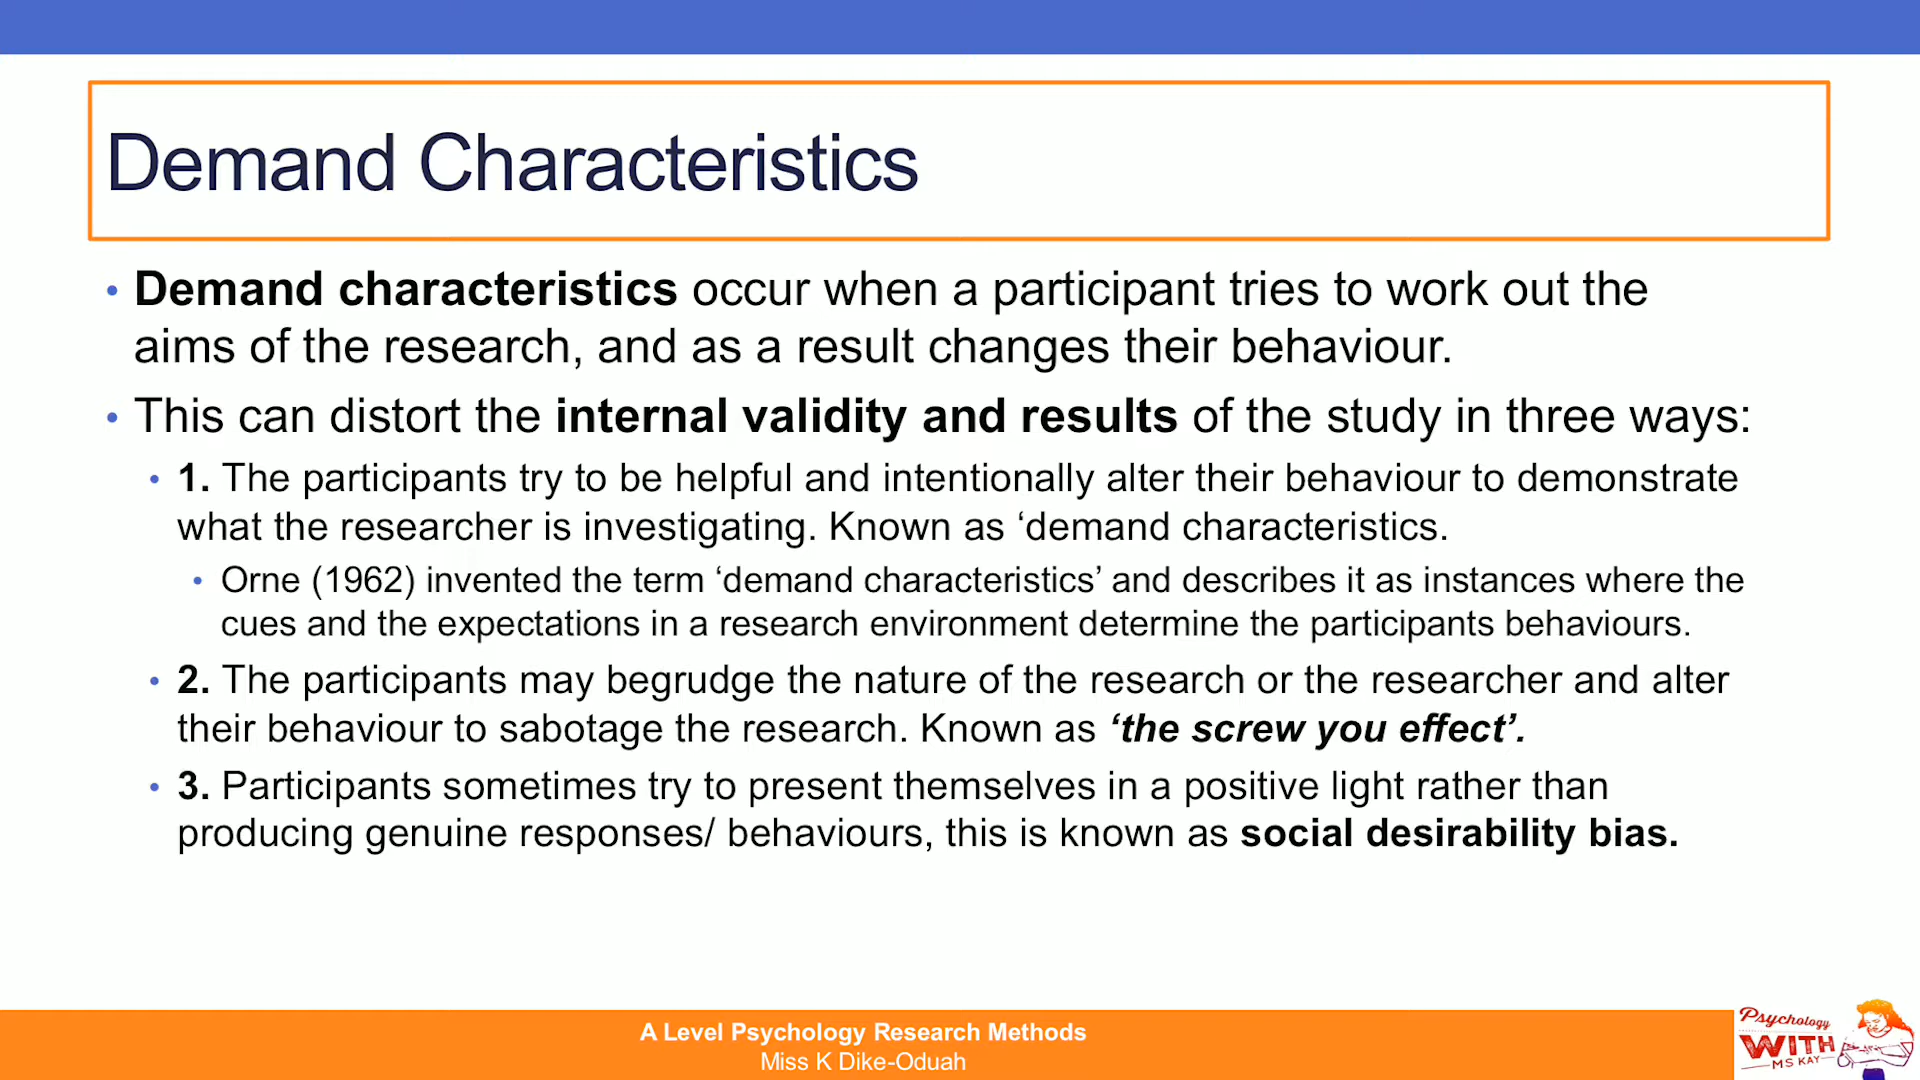 Demand Characteristics
• Demand characteristics occur when a participant tries to work out the
aims of the research, and as a result changes their behaviour.
• This can distort the internal validity and results of the study in three ways:
• 1. The participants try to be helpful and intentionally alter their behaviour to demonstrate
what the researcher is investigating. Known as ‘demand characteristics.
• Orne (1962) invented the term ‘demand characteristics’ and describes it as instances where the
cues and the expectations in a research environment determine the participants behaviours.
• 2. The participants may begrudge the nature of the research or the researcher and alter
their behaviour to sabotage the research. Known as ‘the screw you effect’.
• 3. Participants sometimes try to present themselves in a positive light rather than
producing genuine responses/ behaviours, this is known as social desirability bias.
A Level Psychology Research Methods
Miss K Dike-Oduah
Psychology
WITH
MS KAY